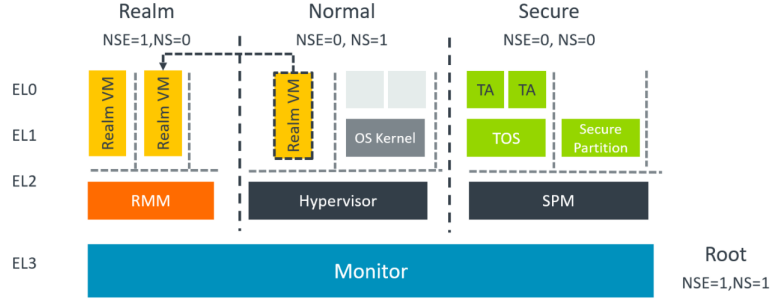 Realm
Normal
Secure
NSE=1,NS=0
NSE=0, NS=1
NSE=0, NS=0
EL0
Realm VM
Realm VM
Realm VM
TA
TA
EL1
OS Kernel
TOS
Secure
Partition
EL2
RMM
Hypervisor
SPM
EL3
Monitor
Root
NSE=1,NS=1